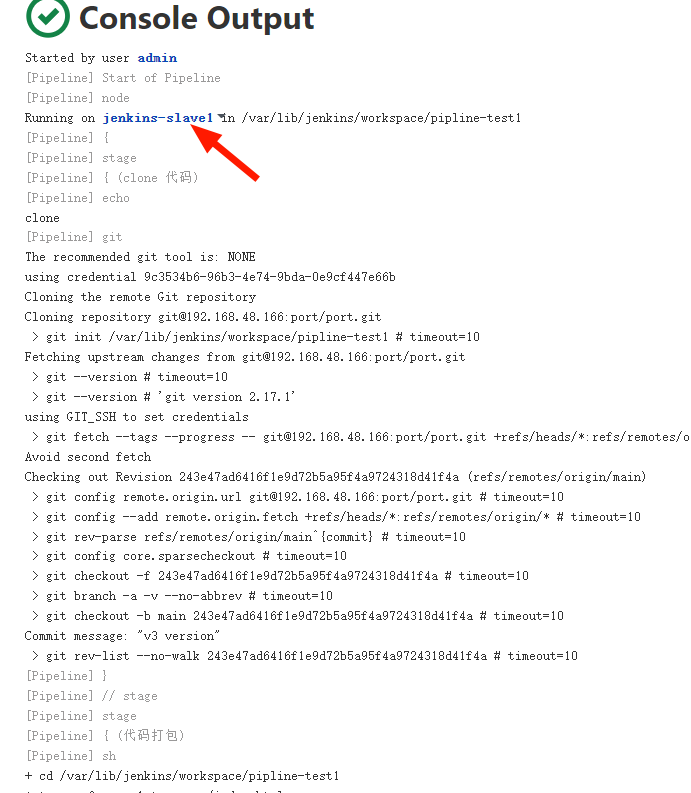 Console Output
Started by user admin
[Pipeline] Start of Pipeline
[Pipeline] node
Running on jenkins-slave1 in /var/lib/jenkins/workspace/pipline-test1
[Pipeline] {
[Pipeline] stage
[Pipeline] { (clone 代码)
[Pipeline] echo
clone
[Pipeline] git
The recommended git tool is: NONE
using credential 9c3534b6-96b3-4e74-9bda-0e9cf447e66b
Cloning the remote Git repository
Cloning repository git@192.168.48.166:port/port.git
> git init /var/lib/jenkins/workspace/pipline-test1 # timeout=10
Fetching upstream changes from git@192.168.48.166:port/port.git
> git --version # timeout=10
> git --version # 'git version 2.17.1'
using GIT_SSH to set credentials
> git fetch --tags --progress -- git@192.168.48.166:port/port.git +refs/heads/*:refs/remotes/o
Avoid second fetch
Checking out Revision 243e47ad6416f1e9d72b5a95f4a9724318d41f4a (refs/remotes/origin/main)
> git config remote.origin.url git@192.168.48.166:port/port.git # timeout=10
> git config --add remote.origin.fetch +refs/heads/*:refs/remotes/origin/* # timeout=10
> git rev-parse refs/remotes/origin/main^{commit} # timeout=10
> git config core.sparsecheckout # timeout=10
> git checkout -f 243e47ad6416f1e9d72b5a95f4a9724318d41f4a # timeout=10
> git branch -a -v --no-abbrev # timeout=10
> git checkout -b main 243e47ad6416f1e9d72b5a95f4a9724318d41f4a # timeout=10
Commit message: "v3 version"
> git rev-list --no-walk 243e47ad6416f1e9d72b5a95f4a9724318d41f4a # timeout=10
[Pipeline] }
[Pipeline] // stage
[Pipeline] stage
[Pipeline] { (代码打包)
[Pipeline] sh
+ cd /var/lib/jenkins/workspace/pipline-test1